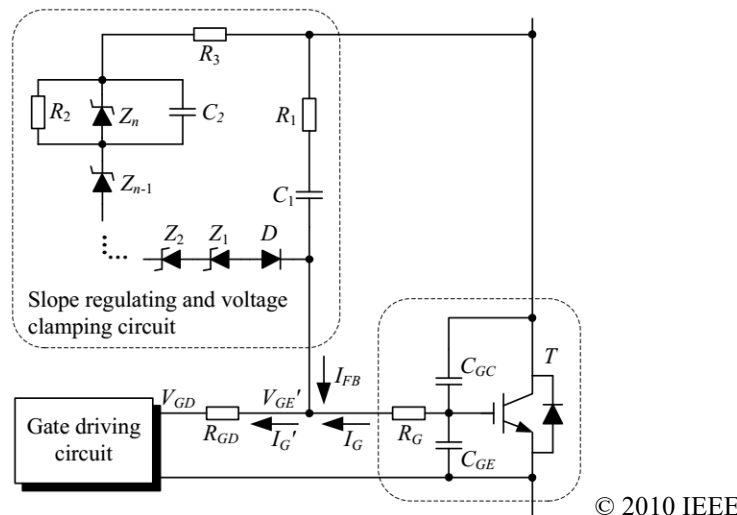 R3
R2
Zn
C2
R1
Zn-1
C1
Z2
Z1
D
Slope regulating and voltage
clamping circuit
T
CGC
IFB
VGD
VGE′
Gate driving
circuit
RGD
IG′
IG
RG
CGE
© 2010 IEEE